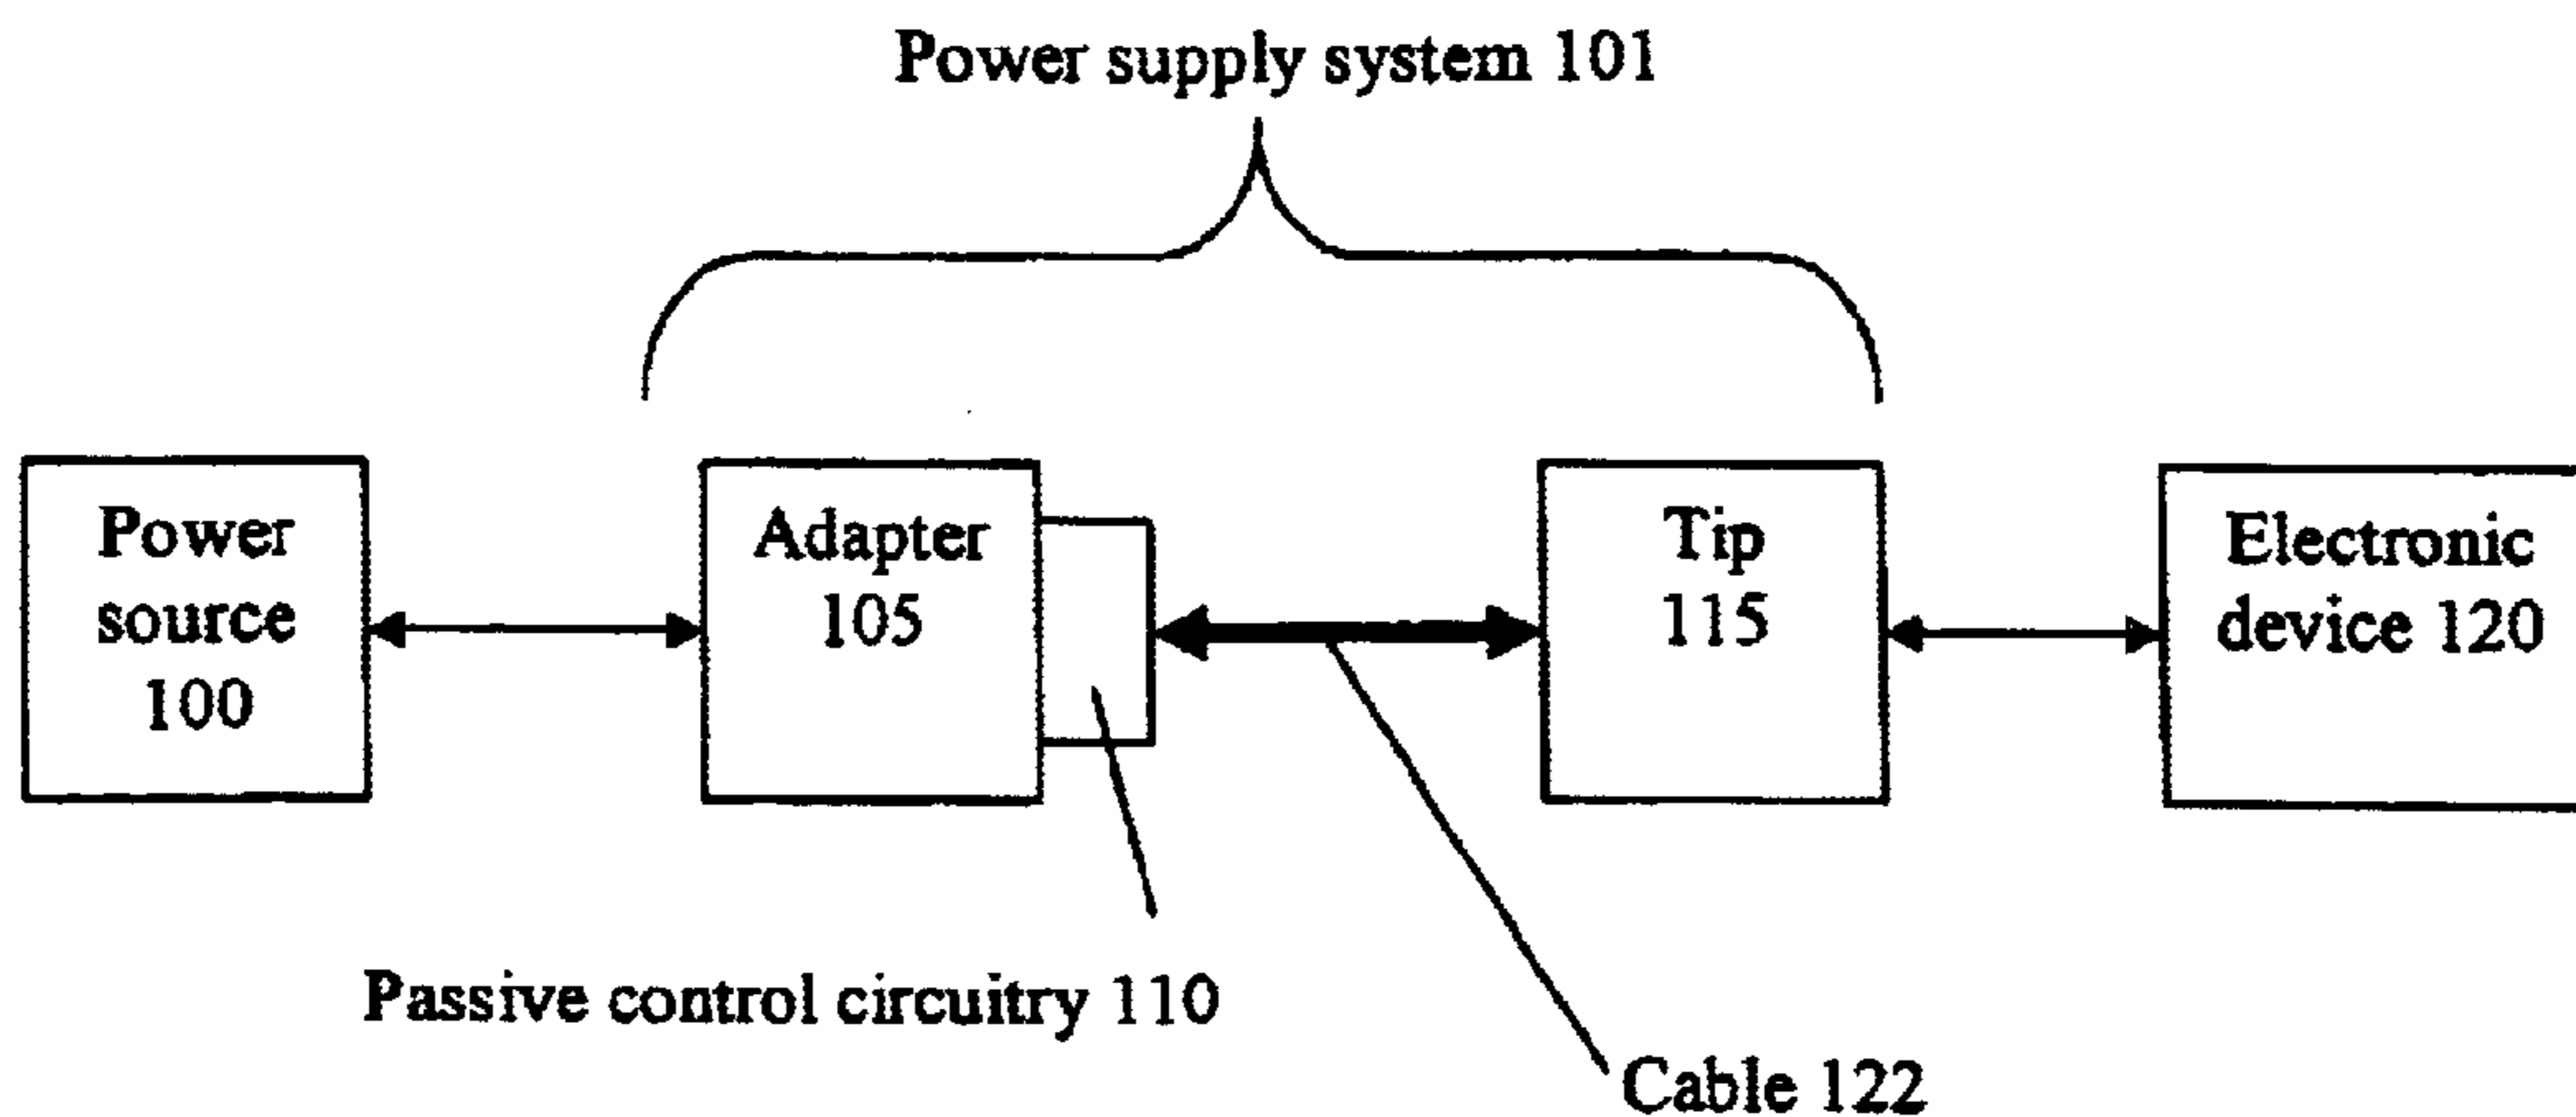 Power supply system 101
Power
source
100
Adapter
105
Tip
115
Electronic
device 120
Passive control circuitry 110
Cable 122